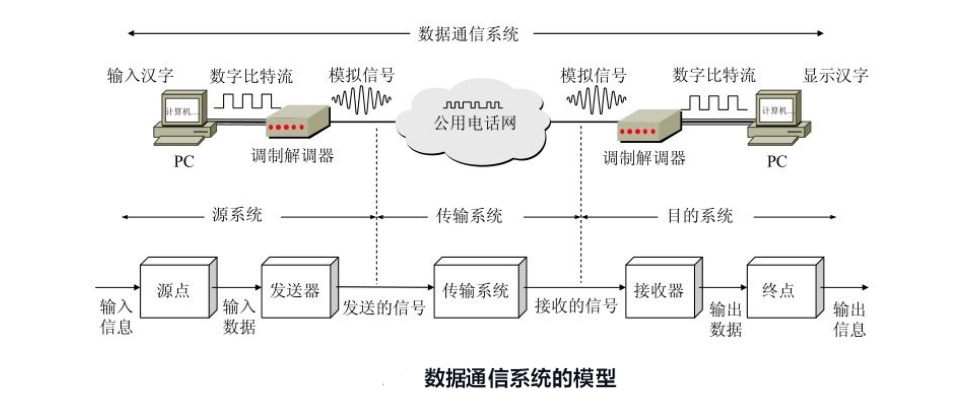 数据通信系统
输入汉字
数字比特流
模拟信号
模拟信号
数字比特流
显示汉字
计算机...
公用电话网
计算机...
PC
调制解调器
调制解调器
PC
源系统
传输系统
目的系统
源点
发送器
传输系统
接收器
终点
输入
信息
输入
数据
发送的信号
接收的信号
输出
数据
输出
信息
数据通信系统的模型